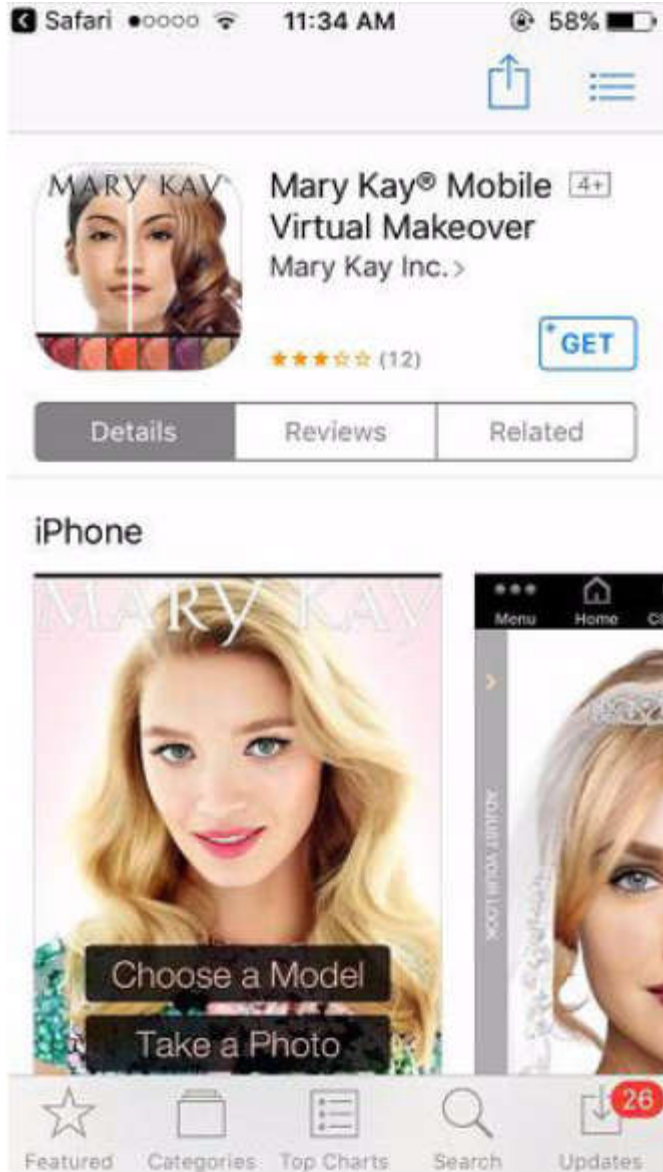 Safari 11:34 AM 58%
MARY KAY
Mary Kay® Mobile 4+
Virtual Makeover
Mary Kay Inc. >
(12)
+ GET
Details Reviews Related
iPhone
MARY KAY
Choose a Model
Take a Photo
Menu Home
ADJUST YOUR LOOK
Featured Categories Top Charts Search Updates
26